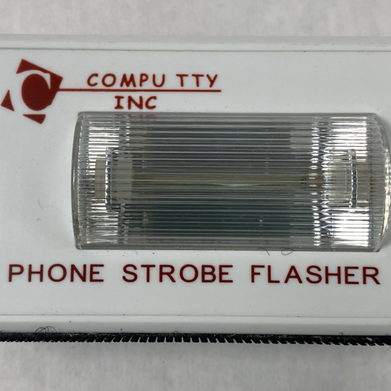 COMPU TTY
INC
PHONE STROBE FLASHER